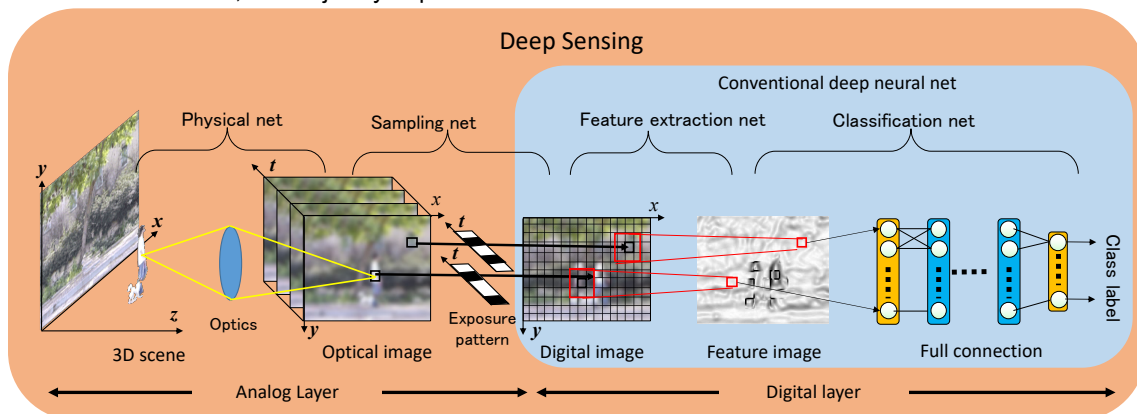 Deep Sensing
Conventional deep neural net
Physical net
Sampling net
Feature extraction net
Classification net
y
x
z
t
x
y
t
t
x
y
3D scene
Optics
Optical image
Exposure
pattern
Digital image
Feature image
Full connection
Class label
Analog Layer
Digital layer